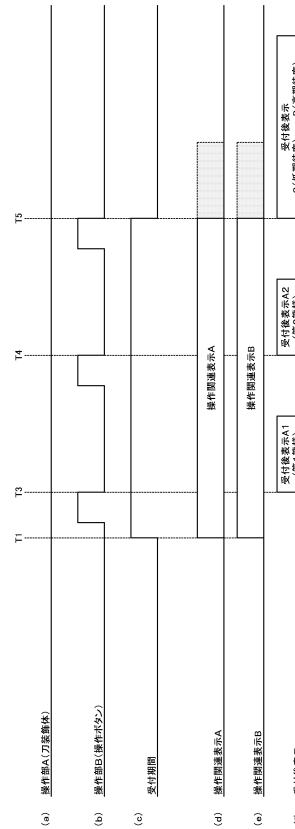 T1
T3
T4
T5
(a)
操作部A(刀装飾体)
(b)
操作部B(操作ボタン)
(c)
受付期間
(d)
操作関連表示A
操作関連表示A
(e)
操作関連表示B
操作関連表示B
受付後表示A1
受付後表示A2
受付後表示